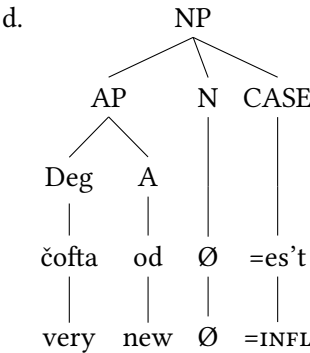 d. NP
AP N CASE
Deg A
čofta od Ø =es’t
very new Ø =INFL